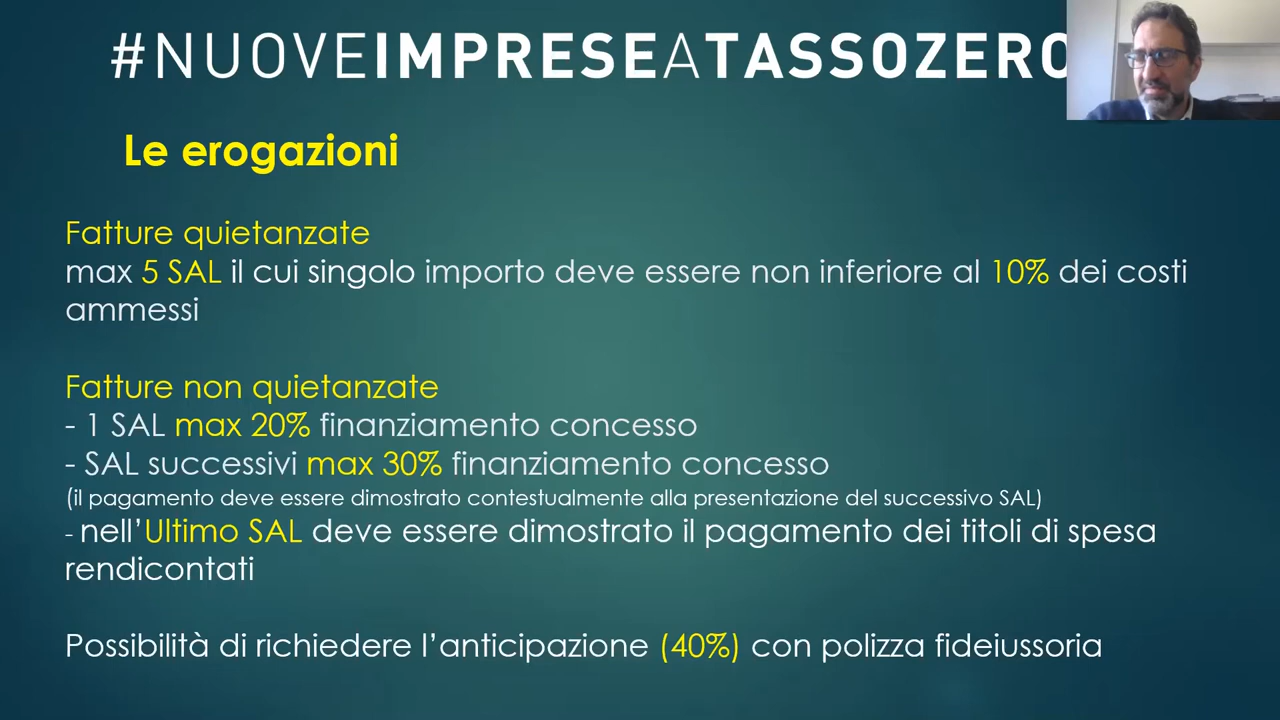 #NUOVEIMPRESEATASSOZERO
Le erogazioni
Fatture quietanzate
max 5 SAL il cui singolo importo deve essere non inferiore al 10% dei costi
ammessi
Fatture non quietanzate
- 1 SAL max 20% finanziamento concesso
- SAL successivi max 30% finanziamento concesso
(il pagamento deve essere dimostrato contestualmente alla presentazione del successivo SAL)
- nell’Ultimo SAL deve essere dimostrato il pagamento dei titoli di spesa
rendicontati
Possibilità di richiedere l’anticipazione (40%) con polizza fideiussoria